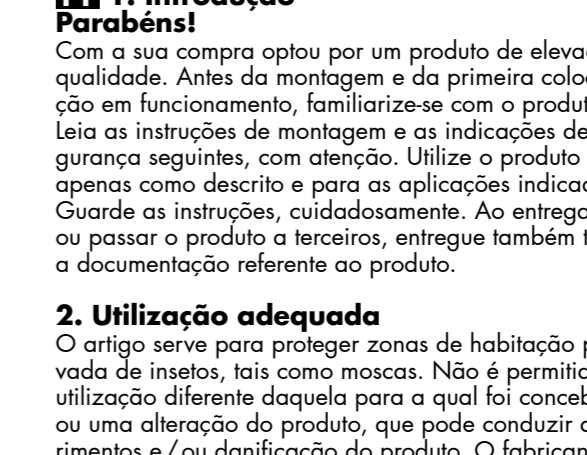 1. Introdução
Parabéns!
Com a sua compra optou por um produto de eleva
qualidade. Antes da montagem e da primeira colo
ção em funcionamento, familiarize-se com o produt
Leia as instruções de montagem e as indicações de
gurança seguintes, com atenção. Utilize o produto
apenas como descrito e para as aplicações indica
Guarde as instruções, cuidadosamente. Ao entrega
ou passar o produto a terceiros, entregue também t
a documentação referente ao produto.
2. Utilização adequada
O artigo serve para proteger zonas de habitação p
vada de insetos, tais como moscas. Não é permitid
utilização diferente daquela para a qual foi conceb
ou uma alteração do produto, que pode conduzir a
rimentos e/ou danificação do produto. O fabrican